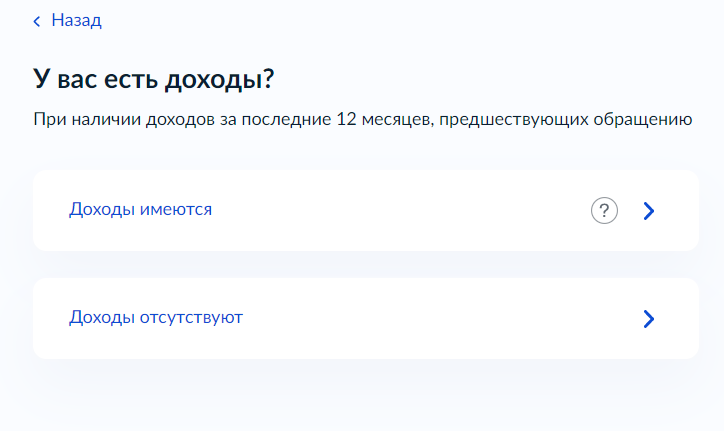 Назад
У вас есть доходы?
При наличии доходов за последние 12 месяцев, предшествующих обращению
Доходы имеются ?
Доходы отсутствуют